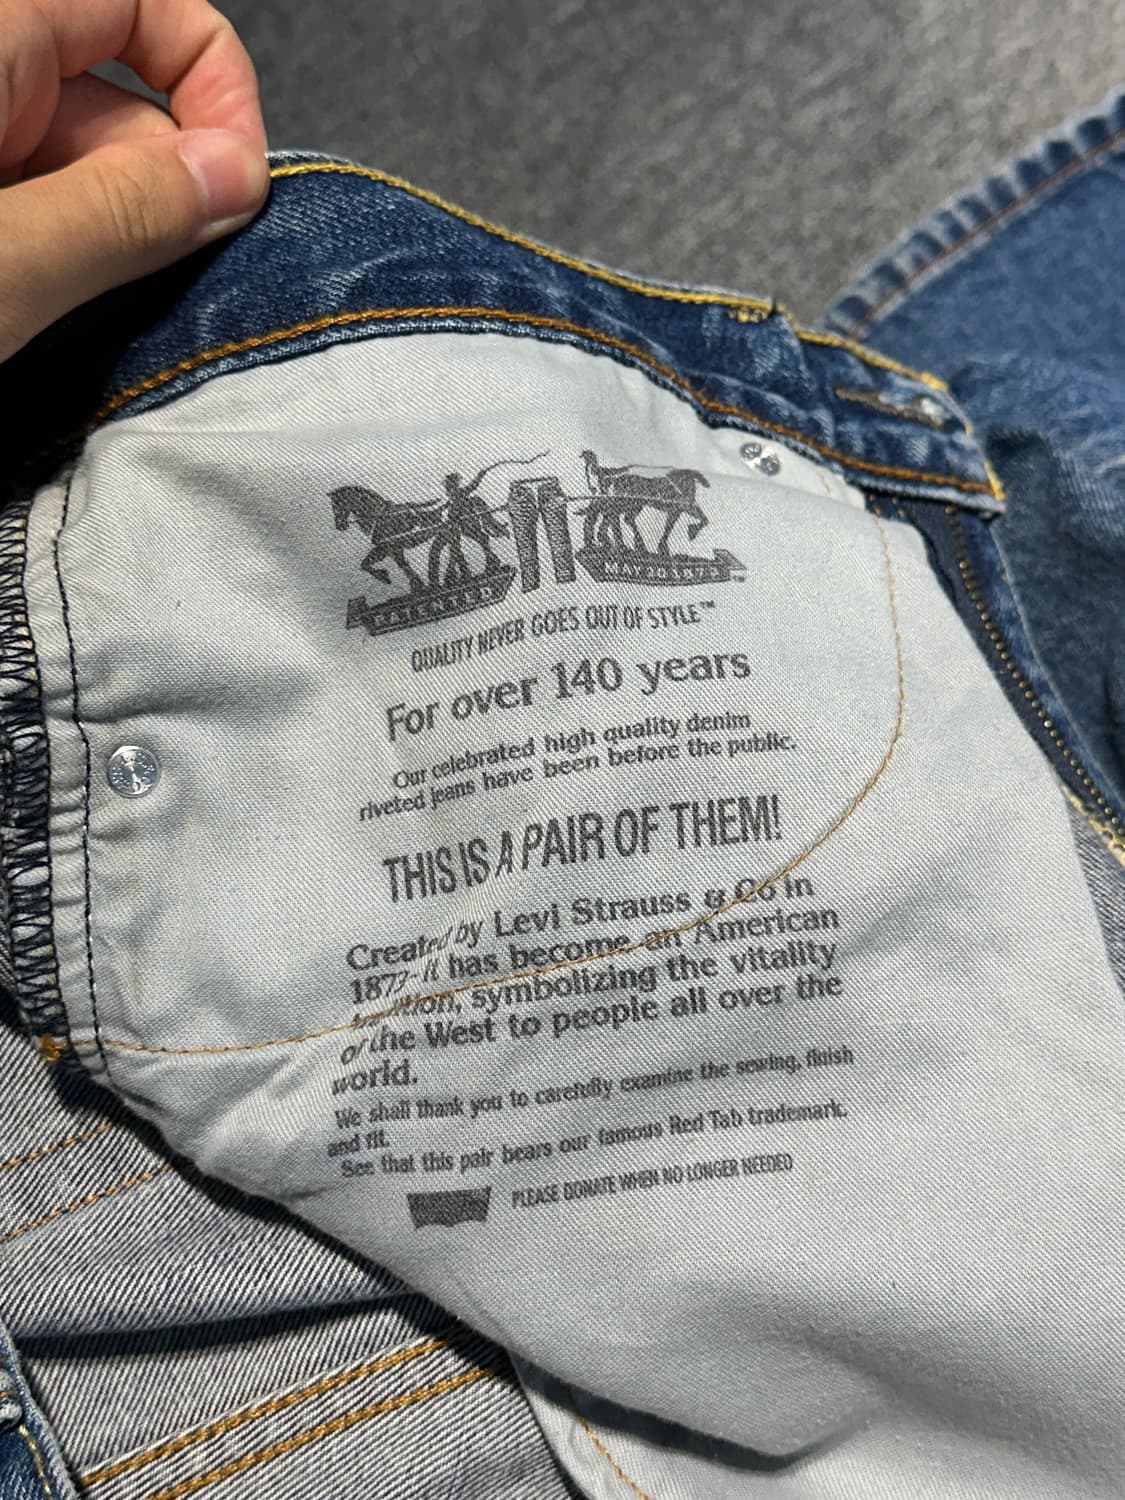 PATENTED
MAY 20 1873
QUALITY NEVER GOES OUT OF STYLE™
For over 140 years
Our celebrated high quality denim
riveted jeans have been before the public.
THIS IS A PAIR OF THEM!
Created by Levi Strauss & Co in
1873 it has become an American
symbolizing the vitality
of the West to people all over the
world.
We shall thank you to carefully examine the sewing, finish
and fit.
See that this pair bears our famous Red Tab trademark.
PLEASE DONATE WHEN NO LONGER NEEDED